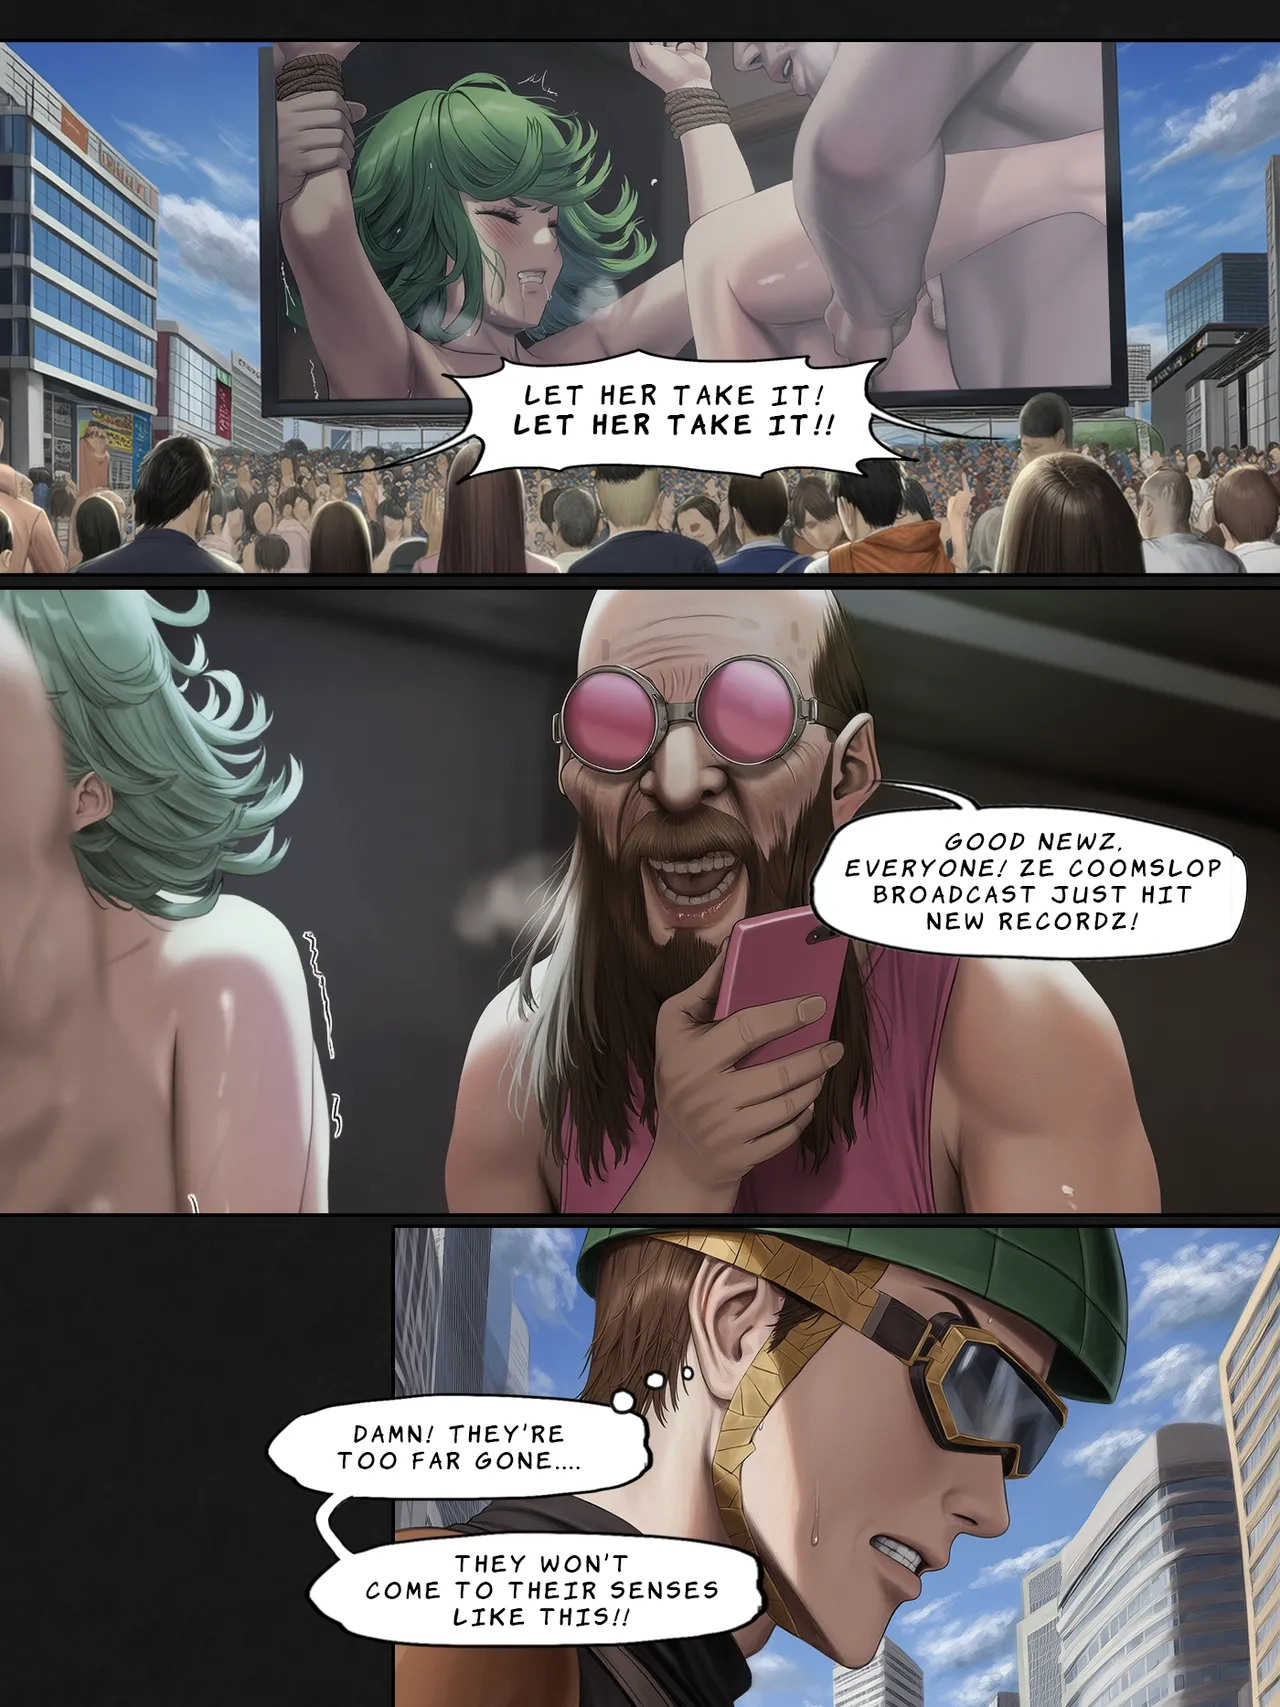 LET HER TAKE IT!
LET HER TAKE IT!!
GOOD NEWZ,
EVERYONE! ZE COOMSLOP
BROADCAST JUST HIT
NEW RECORDZ!
DAMN! THEY'RE
TOO FAR GONE....
THEY WON'T
COME TO THEIR SENSES
LIKE THIS!!